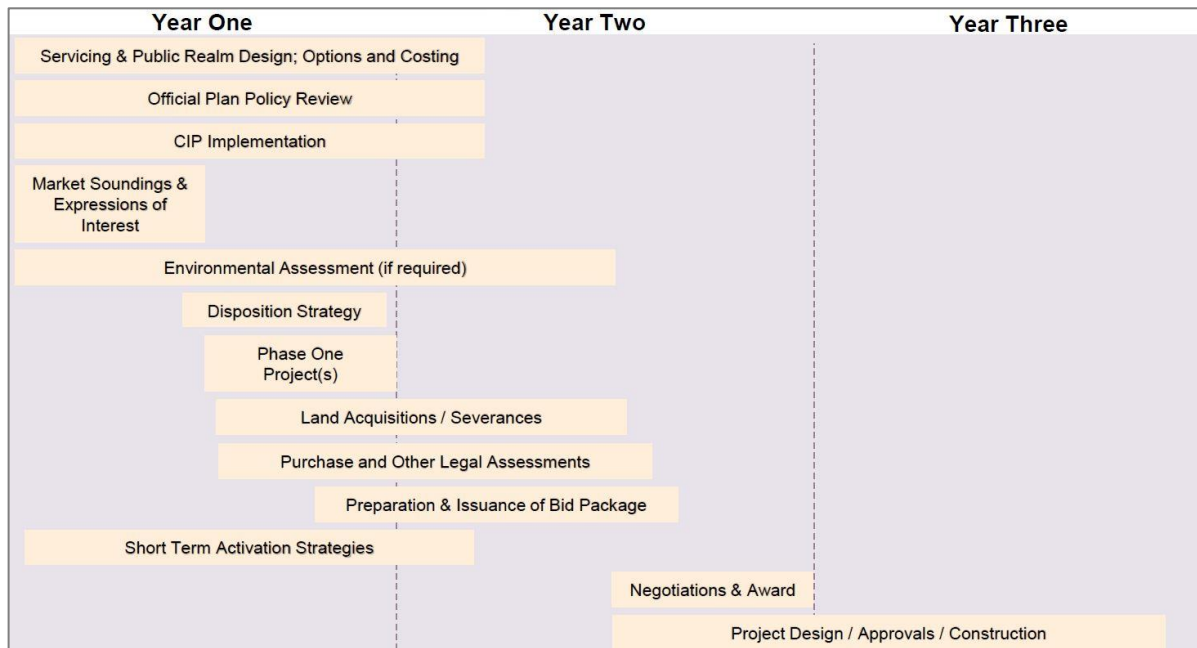 Year One
Year Two
Year Three
Servicing & Public Realm Design; Options and Costing
Official Plan Policy Review
CIP Implementation
Market Soundings &
Expressions of
Interest
Environmental Assessment (if required)
Disposition Strategy
Phase One
Project(s)
Land Acquisitions / Severances
Purchase and Other Legal Assessments
Preparation & Issuance of Bid Package
Short Term Activation Strategies
Negotiations & Award
Project Design / Approvals / Construction